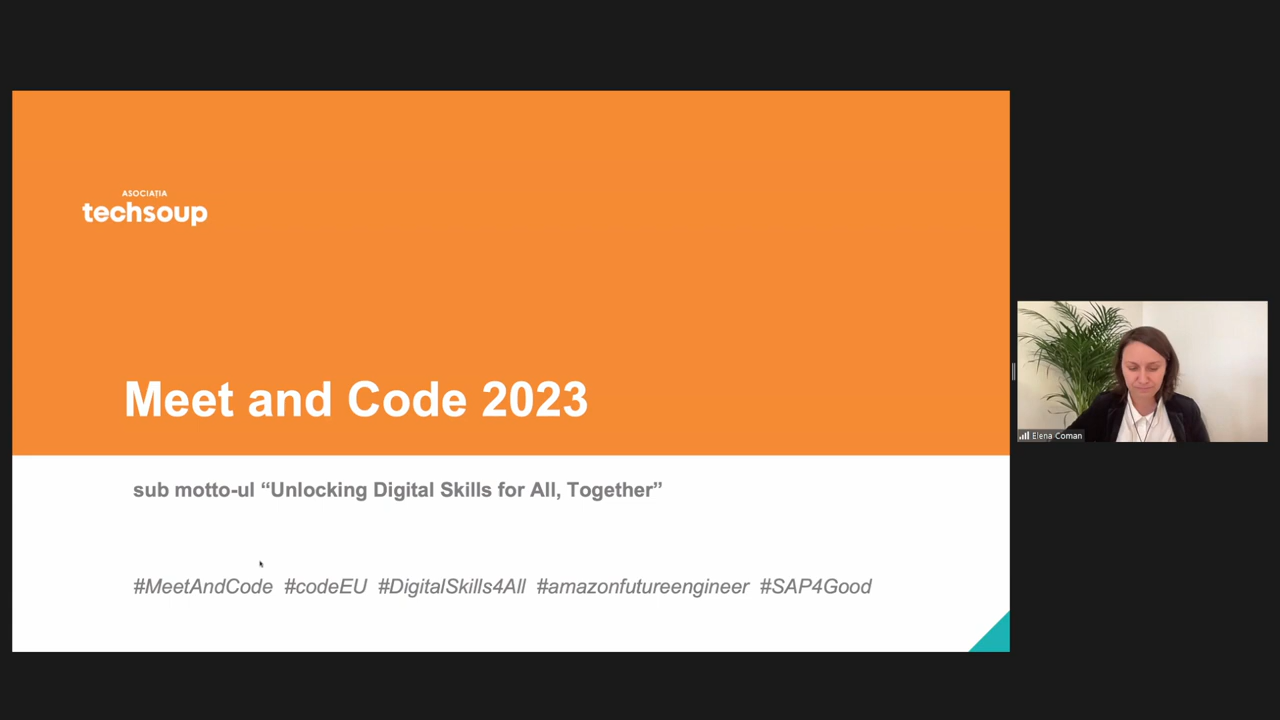 ASOCIAȚIA
techsoup
Meet and Code 2023
sub motto-ul “Unlocking Digital Skills for All, Together”
#MeetAndCode #codeEU #DigitalSkills4All #amazonfutureengineer #SAP4Good
Elena Coman